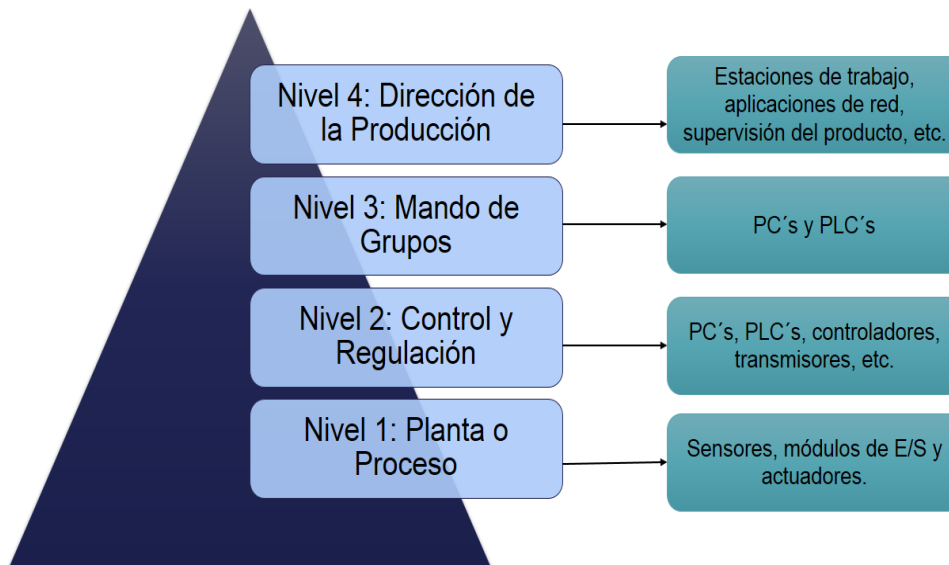 Nivel 4: Dirección de
la Producción
Estaciones de trabajo,
aplicaciones de red,
supervisión del producto, etc.
Nivel 3: Mando de
Grupos
PC´s y PLC´s
Nivel 2: Control y
Regulación
PC´s, PLC´s, controladores,
transmisores, etc.
Nivel 1: Planta o
Proceso
Sensores, módulos de E/S y
actuadores.